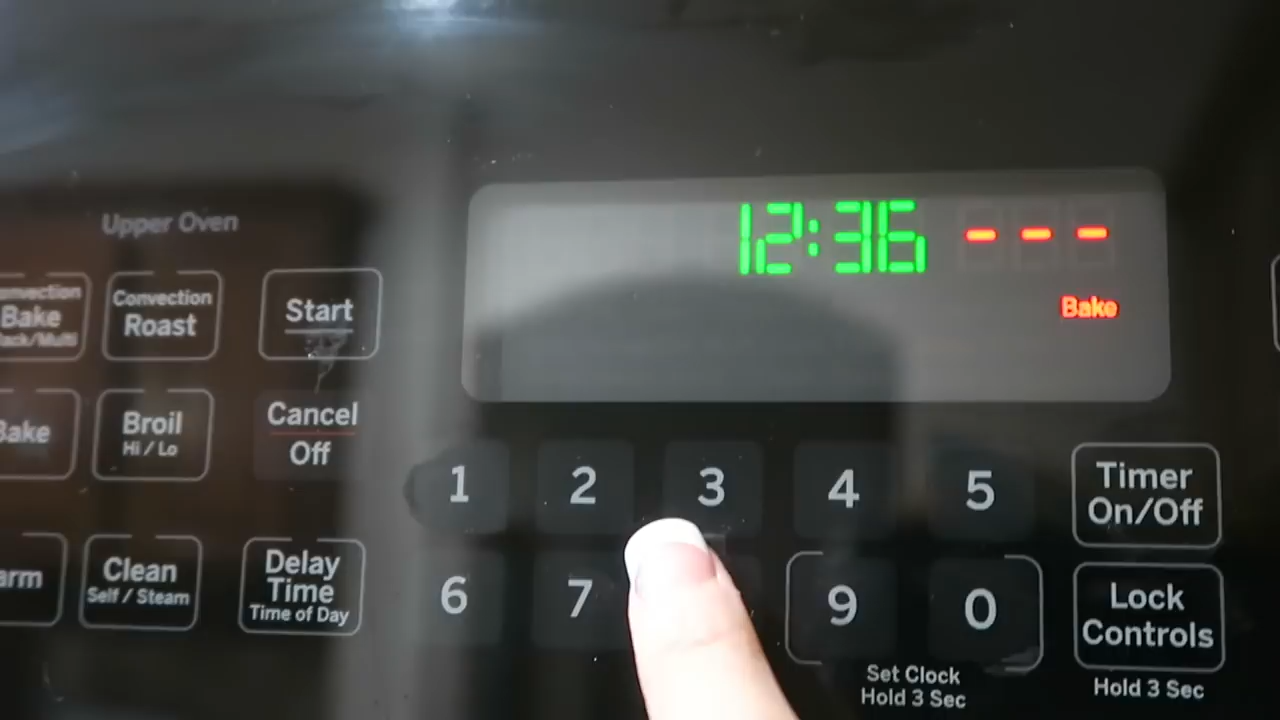 Upper Oven
12:36 ---
Bake
Bake
Convection
Roast
Start
Bake
Broil
Hi / Lo
Cancel
Off
1 2 3 4 5
Timer
On/Off
Clean
Self / Steam
Delay
Time
Time of Day
6 7 9 0
Lock
Controls
Set Clock
Hold 3 Sec
Hold 3 Sec